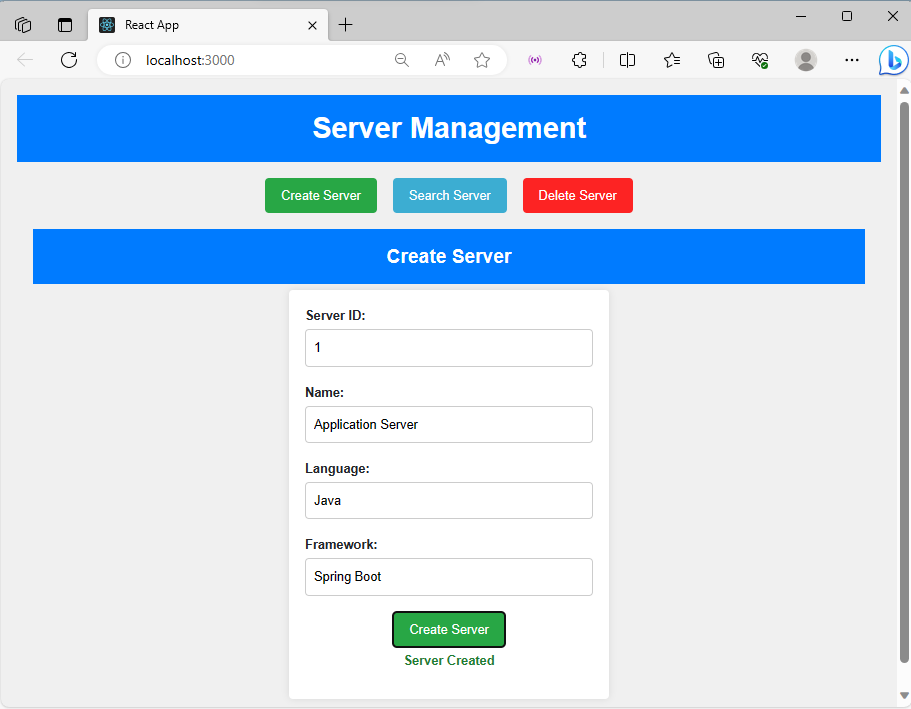 React App
localhost:3000
Server Management
Create Server Search Server Delete Server
Create Server
Server ID:
1
Name:
Application Server
Language:
Java
Framework:
Spring Boot
Create Server
Server Created